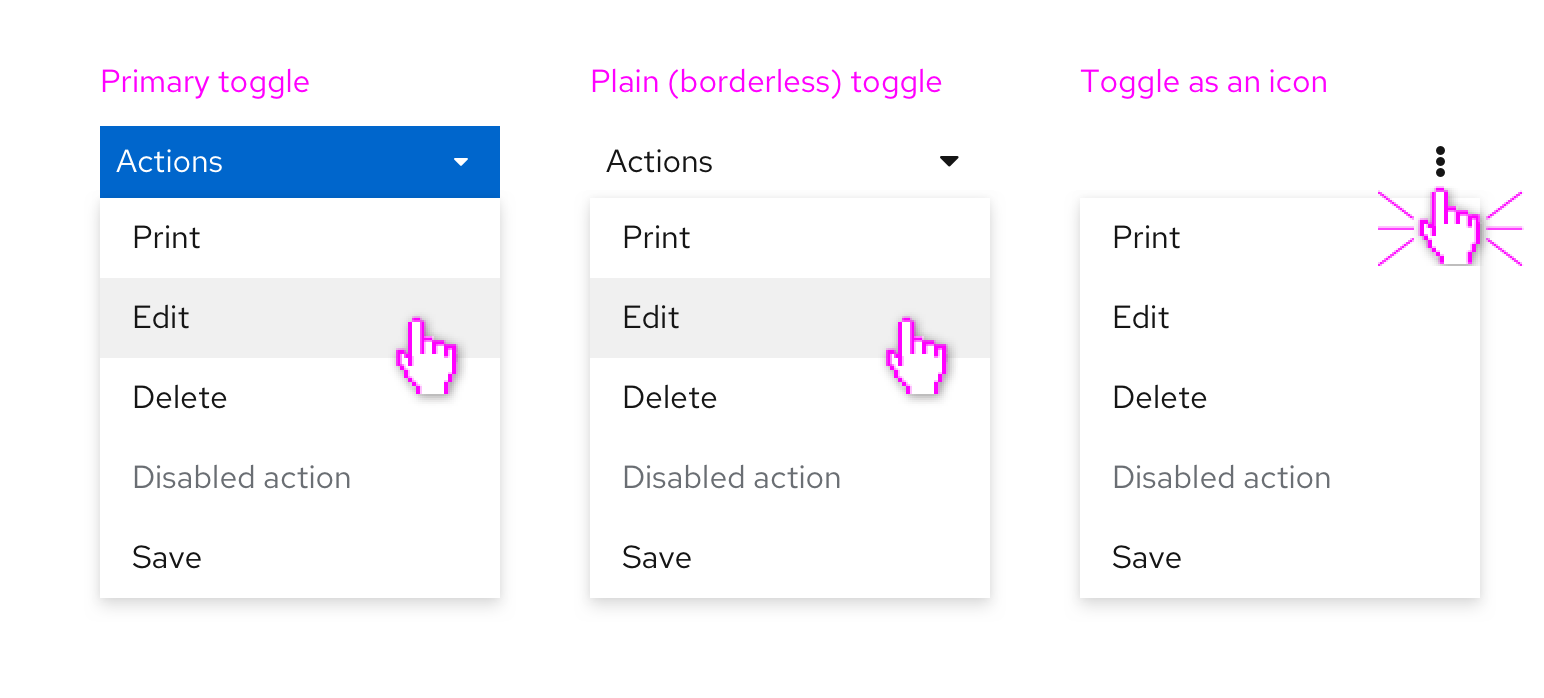 Primary toggle
Actions
Print
Edit
Delete
Disabled action
Save
Plain (borderless) toggle
Actions
Print
Edit
Delete
Disabled action
Save
Toggle as an icon
Print
Edit
Delete
Disabled action
Save